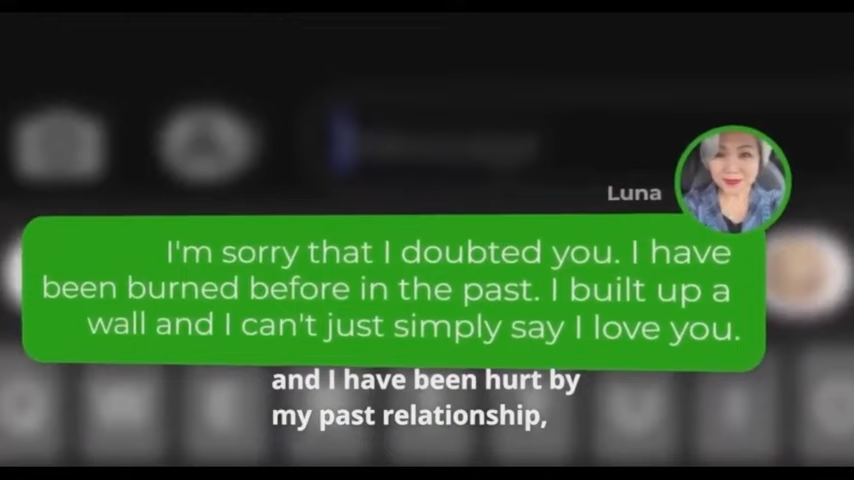 Luna
I'm sorry that I doubted you. I have
been burned before in the past. I built up a
wall and I can't just simply say I love you.
and I have been hurt by
my past relationship,